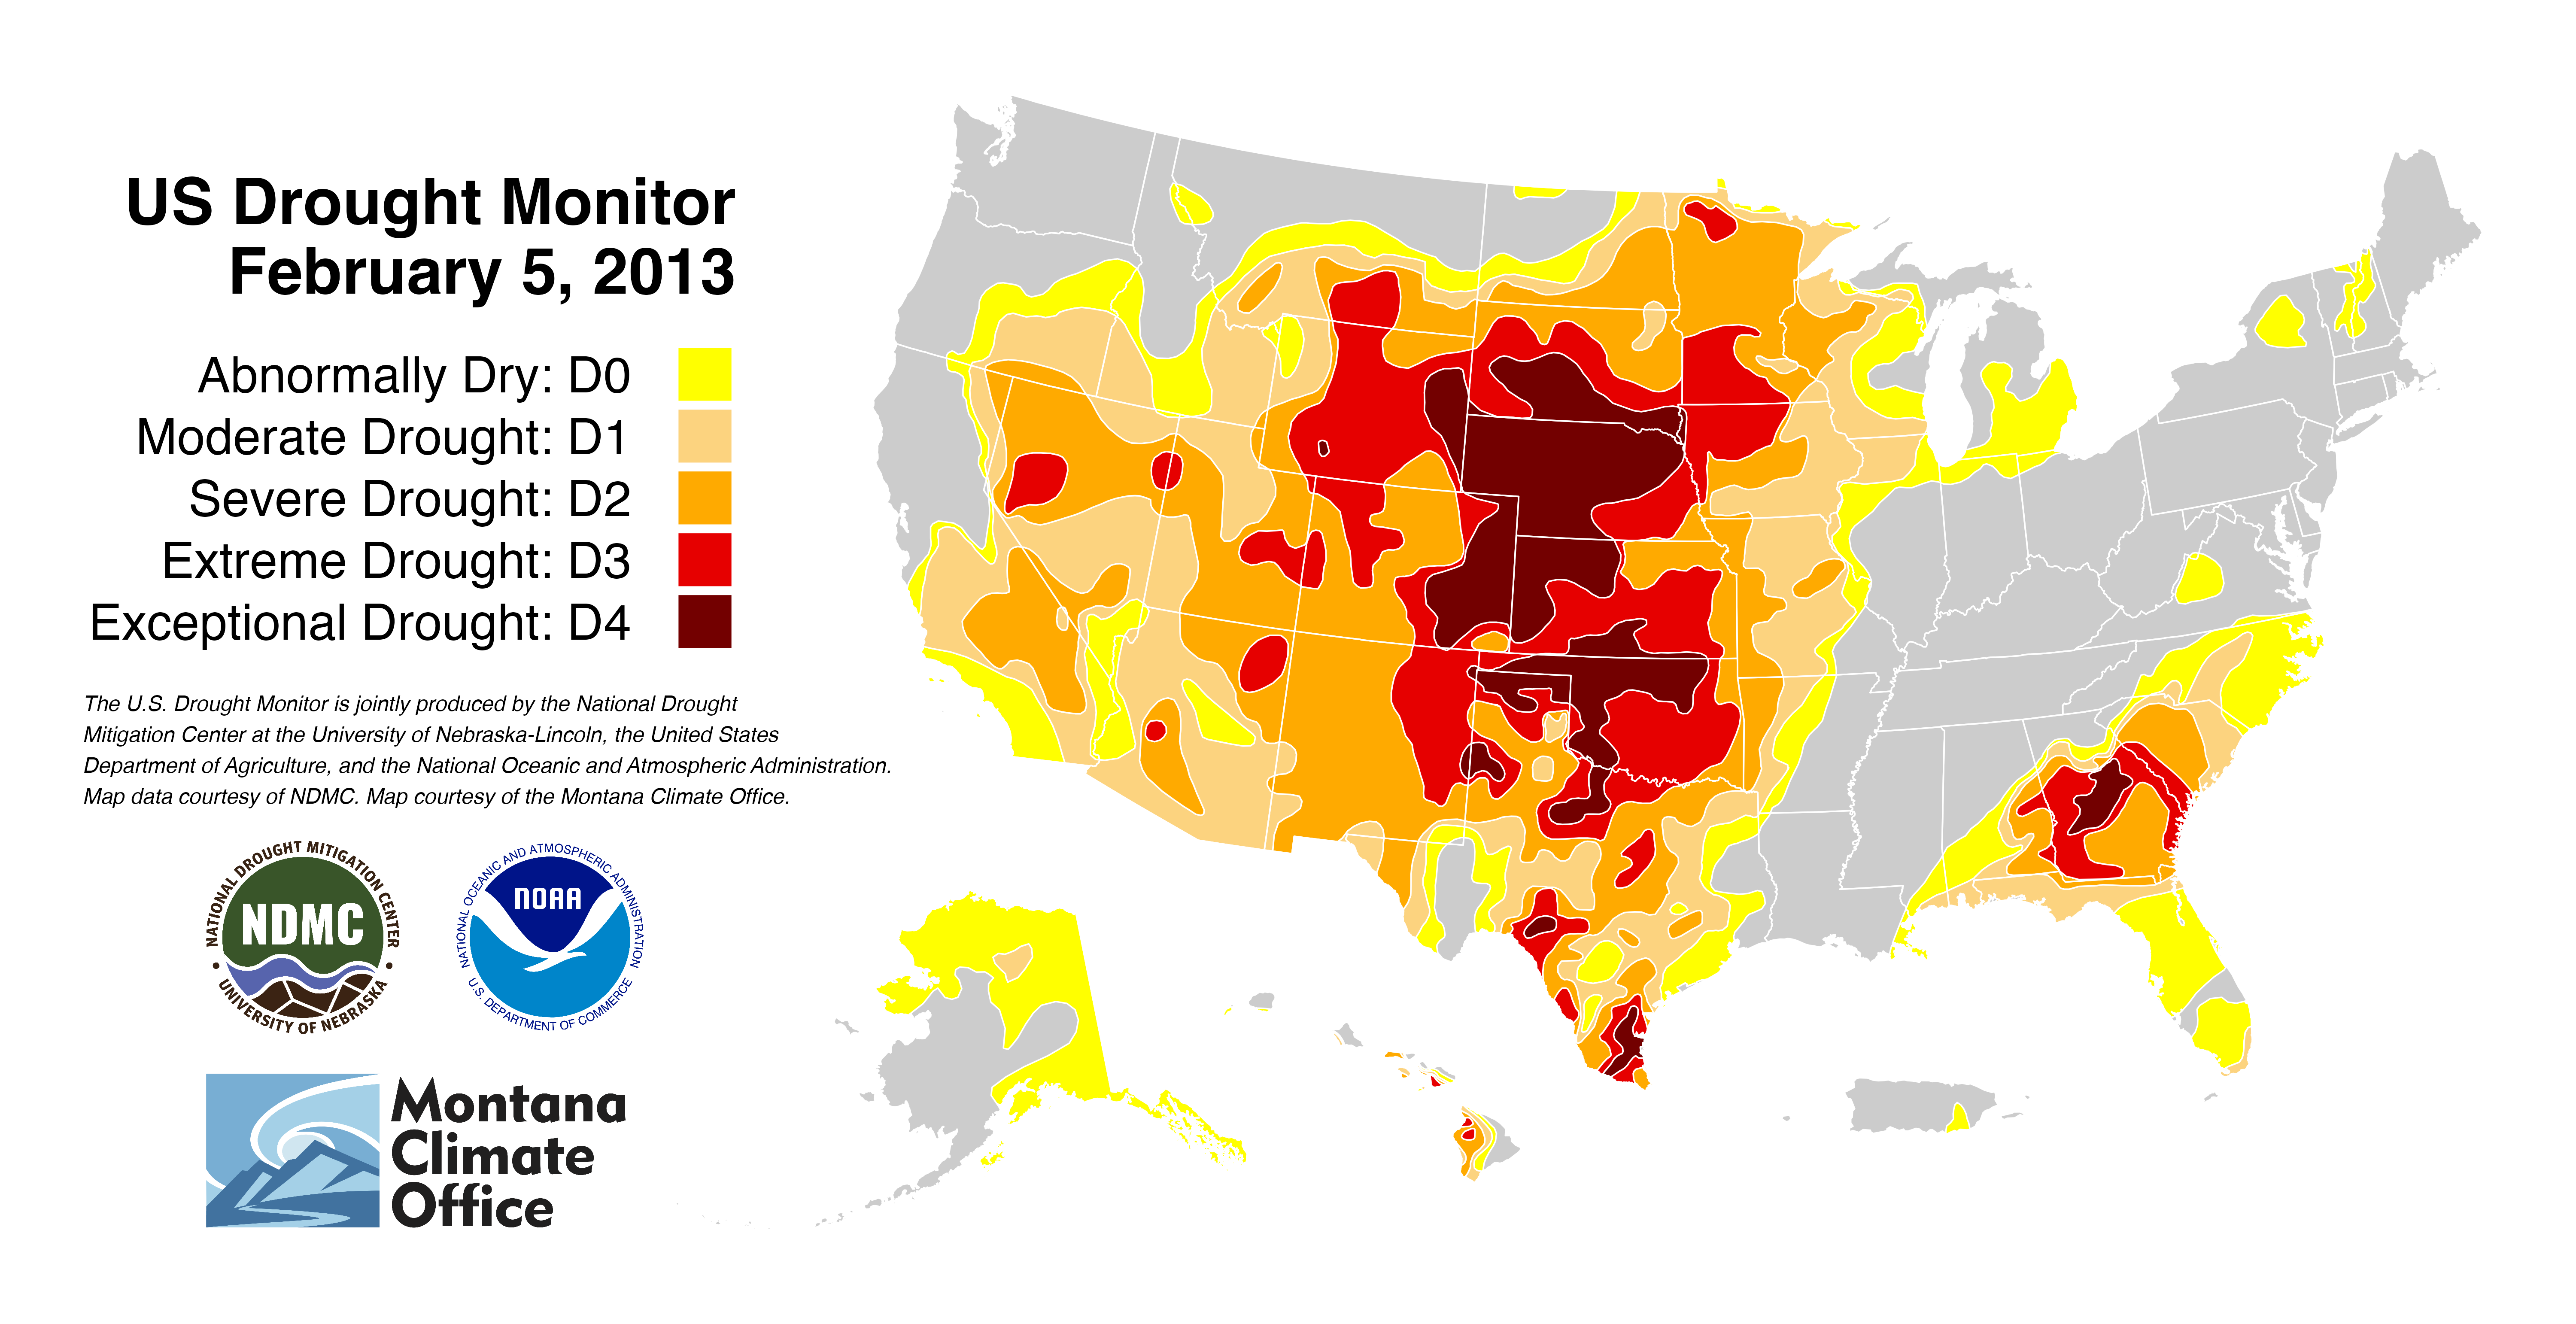 US Drought Monitor
February 5, 2013
Abnormally Dry: D0
Moderate Drought: D1
Severe Drought: D2
Extreme Drought: D3
Exceptional Drought: D4
The U.S. Drought Monitor is jointly produced by the National Drought
Mitigation Center at the University of Nebraska-Lincoln, the United States
Department of Agriculture, and the National Oceanic and Atmospheric Administration.
Map data courtesy of NDMC. Map courtesy of the Montana Climate Office.
NATIONAL DROUGHT MITIGATION CENTER
NDMC
• UNIVERSITY OF NEBRASKA •
NATIONAL OCEANIC AND ATMOSPHERIC ADMINISTRATION
NOAA
U.S. DEPARTMENT OF COMMERCE
Montana
Climate
Office